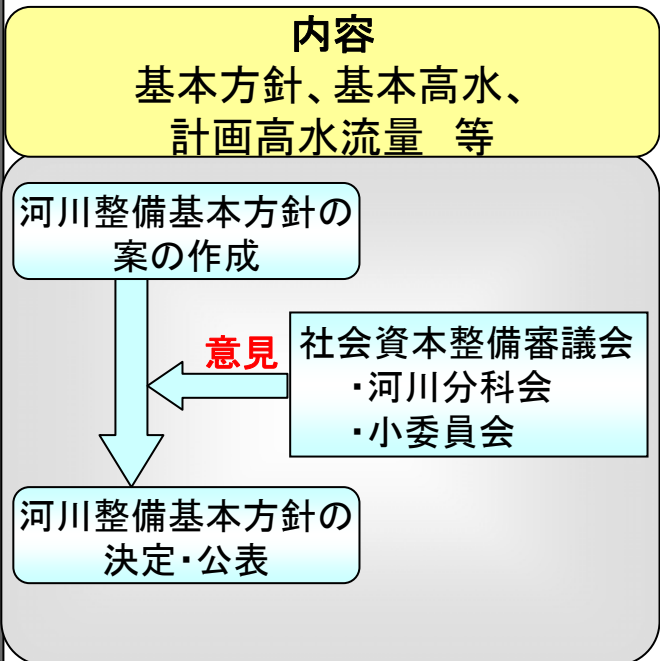 内容
基本方針、基本高水、
計画高水流量　等
河川整備基本方針の
案の作成
意見
社会資本整備審議会
・河川分科会
・小委員会
河川整備基本方針の
決定・公表